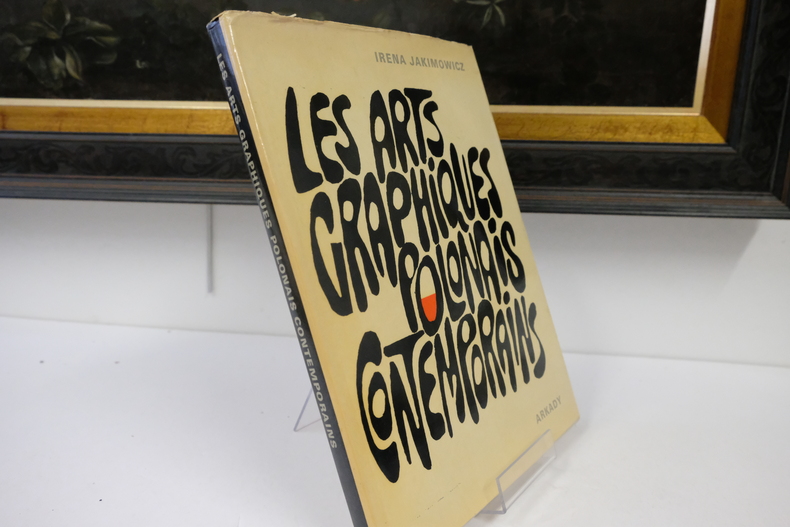 IRENA JAKIMOWICZ
LES ARTS
GRAPHIQUES
POLONAIS
CONTEMPORAINS
ARKADY
LES ARTS GRAPHIQUES POLONAIS CONTEMPORAINS